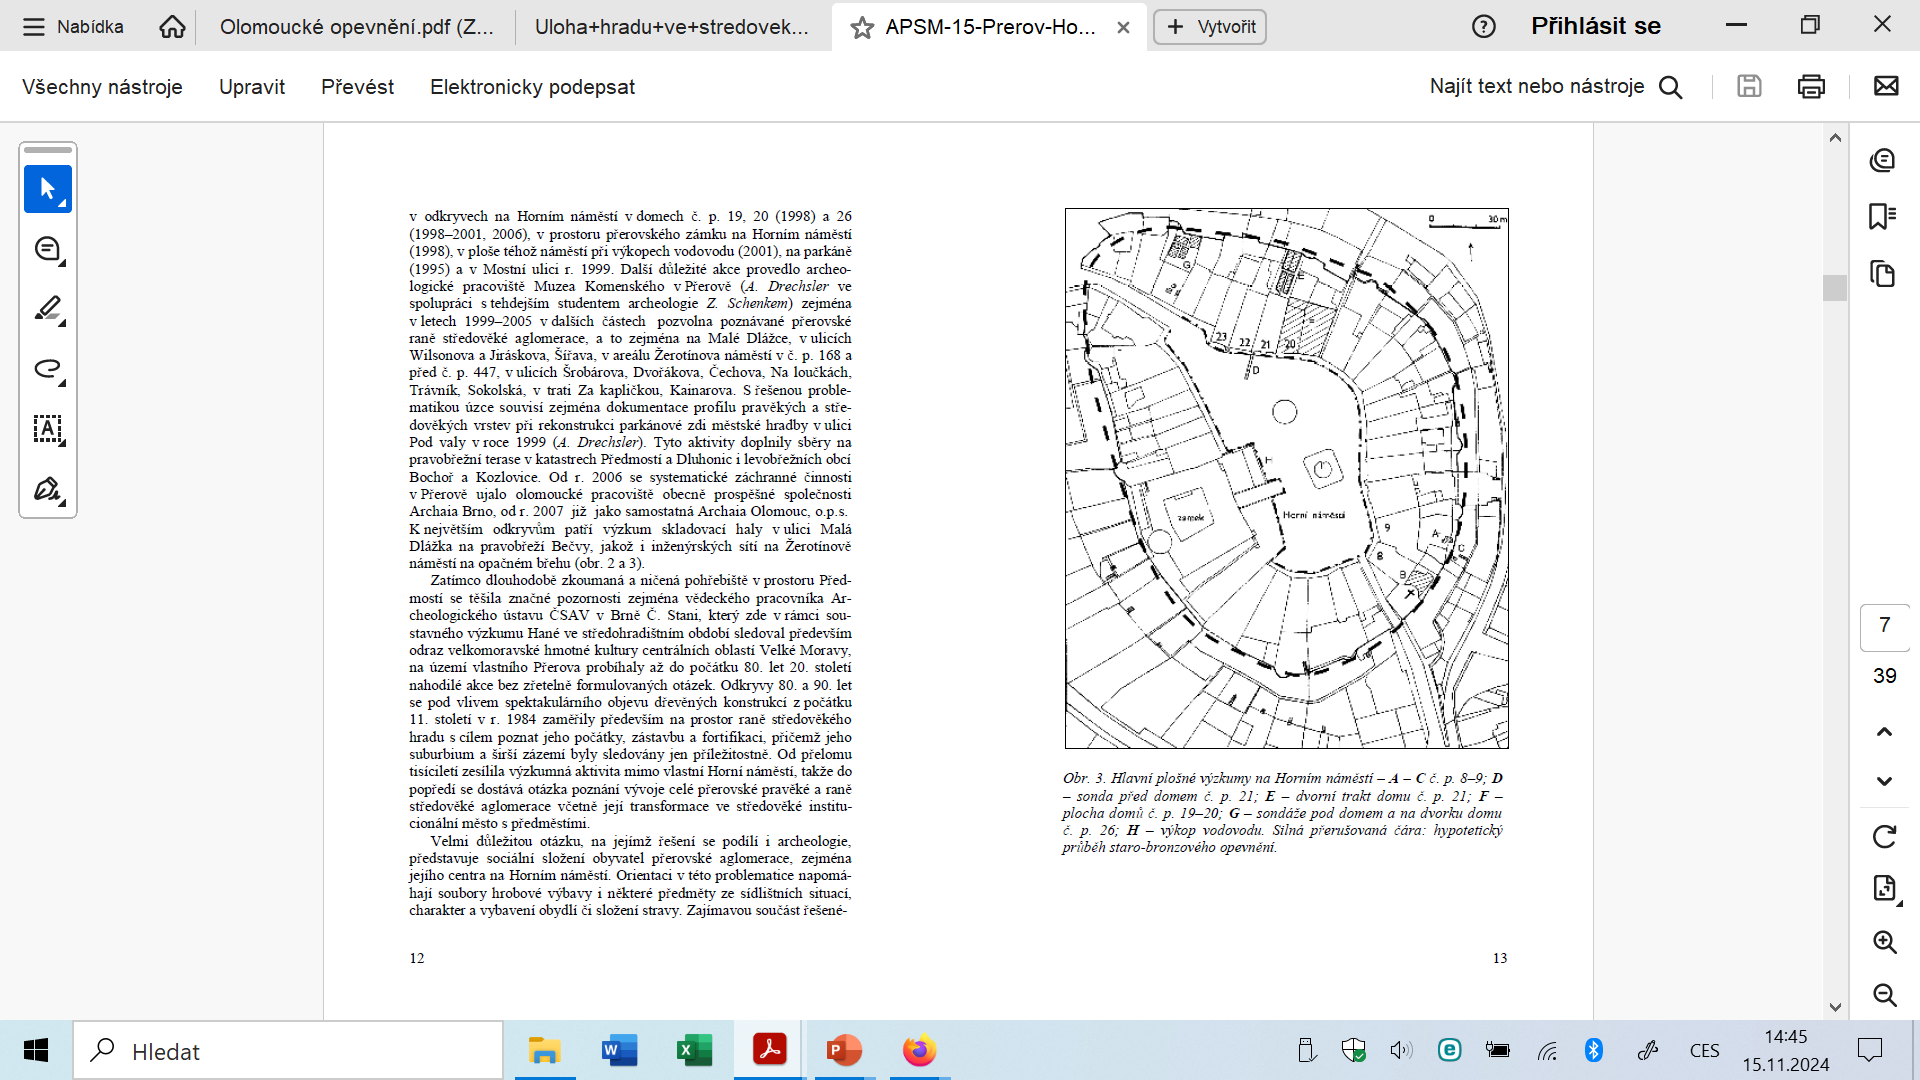 Nabídka
Olomoucké opevnění.pdf (Z...
Uloha+hradu+ve+stredovek...
APSM-15-Prerov-Ho...
Vytvořit
Přihlásit se
Všechny nástroje
Upravit
Převést
Elektronicky podepsat
Najít text nebo nástroje
v odkryvech na Horním náměstí v domech č. p. 19, 20 (1998) a 26
(1998–2001, 2006), v prostoru přerovského zámku na Horním náměstí
(1998), v ploše téhož náměstí při výkopech vodovodu (2001), na parkáně
(1995) a v Mostní ulici r. 1999. Další důležité akce provedlo archeo-
logické pracoviště Muzea Komenského v Přerově (A. Drechsler ve
spolupráci s tehdejším studentem archeologie Z. Schenkem) zejména
v letech 1999–2005 v dalších částech pozvolna poznávané přerovské
raně středověké aglomerace, a to zejména na Malé Dlážce, v ulicích
Wilsonova a Jiráskova, Šířava, v areálu Žerotínova náměstí v č. p. 168 a
před č. p. 447, v ulicích Šrobárova, Dvořákova, Čechova, Na loučkách,
Trávník, Sokolská, v trati Za kapličkou, Kainarova. S řešenou proble-
matikou úzce souvisí zejména dokumentace profilu pravěkých a stře-
dověkých vrstev při rekonstrukci parkánové zdi městské hradby v ulici
Pod valy v roce 1999 (A. Drechsler). Tyto aktivity doplnily sběry na
pravobřežní terase v katastrech Předmostí a Dluhonic i levobřežních obcí
Bochoř a Kozlovice. Od r. 2006 se systematické záchranné činnosti
v Přerově ujalo olomoucké pracoviště obecně prospěšné společnosti
Archaia Brno, od r. 2007 již jako samostatná Archaia Olomouc, o.p.s.
K největším odkryvům patří výzkum skladovací haly v ulici Malá
Dlážka na pravobřeží Bečvy, jakož i inženýrských sítí na Žerotínově
náměstí na opačném břehu (obr. 2 a 3).
Zatímco dlouhodobě zkoumaná a ničená pohřebiště v prostoru Před-
mostí se těšila značné pozornosti zejména vědeckého pracovníka Ar-
cheologického ústavu ČSAV v Brně Č. Stani, který zde v rámci sou-
stavného výzkumu Hané ve středohradištním období sledoval především
odraz velkomoravské hmotné kultury centrálních oblastí Velké Moravy,
na území vlastního Přerova probíhaly až do počátku 80. let 20. století
nahodilé akce bez zřetelně formulovaných otázek. Odkryvy 80. a 90. let
se pod vlivem spektakulárního objevu dřevěných konstrukcí z počátku
11. století v r. 1984 zaměřily především na prostor raně středověkého
hradu s cílem poznat jeho počátky, zástavbu a fortifikaci, přičemž jeho
suburbium a širší zázemí byly sledovány jen příležitostně. Od přelomu
tisíciletí zesílila výzkumná aktivita mimo vlastní Horní náměstí, takže do
popředí se dostává otázka poznání vývoje celé přerovské pravěké a raně
středověké aglomerace včetně její transformace ve středověké institu-
cionální město s předměstími.
Velmi důležitou otázku, na jejímž řešení se podílí i archeologie,
představuje sociální složení obyvatel přerovské aglomerace, zejména
jejího centra na Horním náměstí. Orientaci v této problematice napomá-
hají soubory hrobové výbavy i některé předměty ze sídlištních situací,
charakter a vybavení obydlí či složení stravy. Zajímavou součást řešené-
12
0 30 m
G
E
F
23 22 21 20
D
H
zámek
Horní náměstí
9
A
C
8
B
Obr. 3. Hlavní plošné výzkumy na Horním náměstí – A – C č. p. 8–9; D
– sonda před domem č. p. 21; E – dvorní trakt domu č. p. 21; F –
plocha domů č. p. 19–20; G – sondáže pod domem a na dvorku domu
č. p. 26; H – výkop vodovodu. Silná přerušovaná čára: hypotetický
průběh staro-bronzového opevnění.
13
7
39
Hledat
CES
14:45
15.11.2024